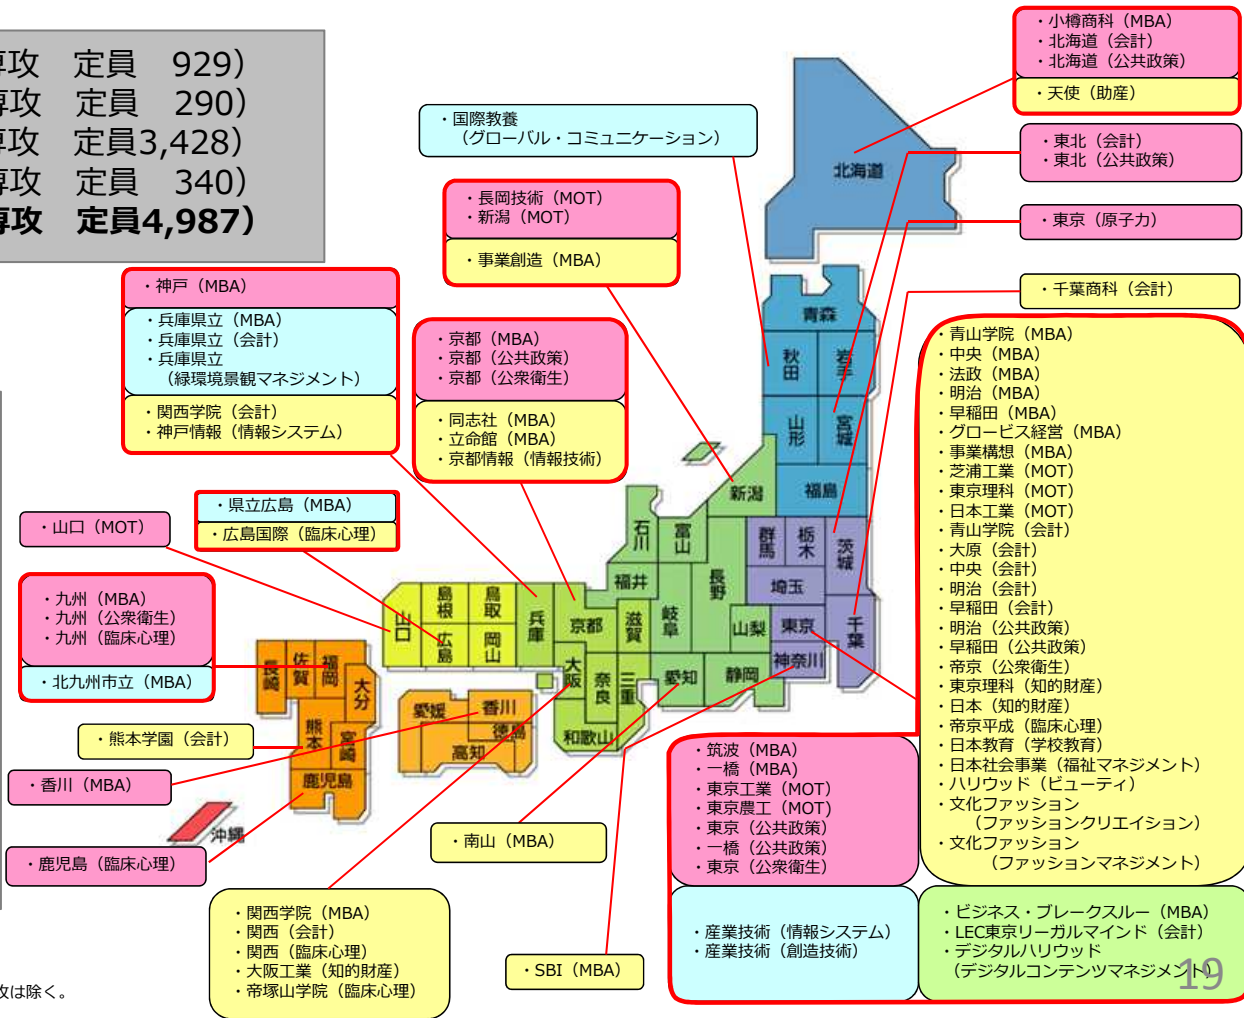 専攻　定員　929）
専攻　定員　290）
専攻　定員3,428）
専攻　定員　340）
専攻　定員4,987）
・小樽商科（MBA）
・北海道（会計）
・北海道（公共政策）
・天使（助産）
・国際教養
（グローバル・コミュニケーション）
・東北（会計）
・東北（公共政策）
・長岡技術（MOT）
・新潟（MOT）
・事業創造（MBA）
・東京（原子力）
・千葉商科（会計）
・神戸（MBA）
・兵庫県立（MBA）
・兵庫県立（会計）
・兵庫県立
（緑環境景観マネジメント）
・関西学院（会計）
・神戸情報（情報システム）
・京都（MBA）
・京都（公共政策）
・京都（公衆衛生）
・同志社（MBA）
・立命館（MBA）
・京都情報（情報技術）
・県立広島（MBA）
・広島国際（臨床心理）
・山口（MOT）
・九州（MBA）
・九州（公衆衛生）
・九州（臨床心理）
・北九州市立（MBA）
・熊本学園（会計）
・香川（MBA）
・鹿児島（臨床心理）
・青山学院（MBA）
・中央（MBA）
・法政（MBA）
・明治（MBA）
・早稲田（MBA）
・グロービス経営（MBA）
・事業構想（MBA）
・芝浦工業（MOT）
・東京理科（MOT）
・日本工業（MOT）
・青山学院（会計）
・大原（会計）
・中央（会計）
・明治（会計）
・早稲田（会計）
・明治（公共政策）
・早稲田（公共政策）
・帝京（公衆衛生）
・東京理科（知的財産）
・日本（知的財産）
・帝京平成（臨床心理）
・日本教育（学校教育）
・日本社会事業（福祉マネジメント）
・ハリウッド（ビューティ）
・文化ファッション
（ファッションクリエイション）
・文化ファッション
（ファッションマネジメント）
・筑波（MBA）
・一橋（MBA）
・東京工業（MOT）
・東京農工（MOT）
・東京（公共政策）
・一橋（公共政策）
・東京（公衆衛生）
・産業技術（情報システム）
・産業技術（創造技術）
・ビジネス・ブレークスルー（MBA）
・LEC東京リーガルマインド（会計）
・デジタルハリウッド
（デジタルコンテンツマネジメント）
・南山（MBA）
・SBI（MBA）
・関西学院（MBA）
・関西（会計）
・関西（臨床心理）
・大阪工業（知的財産）
・帝塚山学院（臨床心理）
北海道
青森
秋田
岩手
山形
宮城
新潟
福島
石川
富山
群馬
栃木
茨城
福井
長野
埼玉
岐阜
山梨
東京
千葉
神奈川
山口
島根
鳥取
広島
岡山
兵庫
京都
滋賀
大阪
奈良
三重
愛知
静岡
和歌山
愛媛
香川
徳島
高知
長崎
佐賀
福岡
大分
熊本
宮崎
鹿児島
沖縄
攻は除く。
19